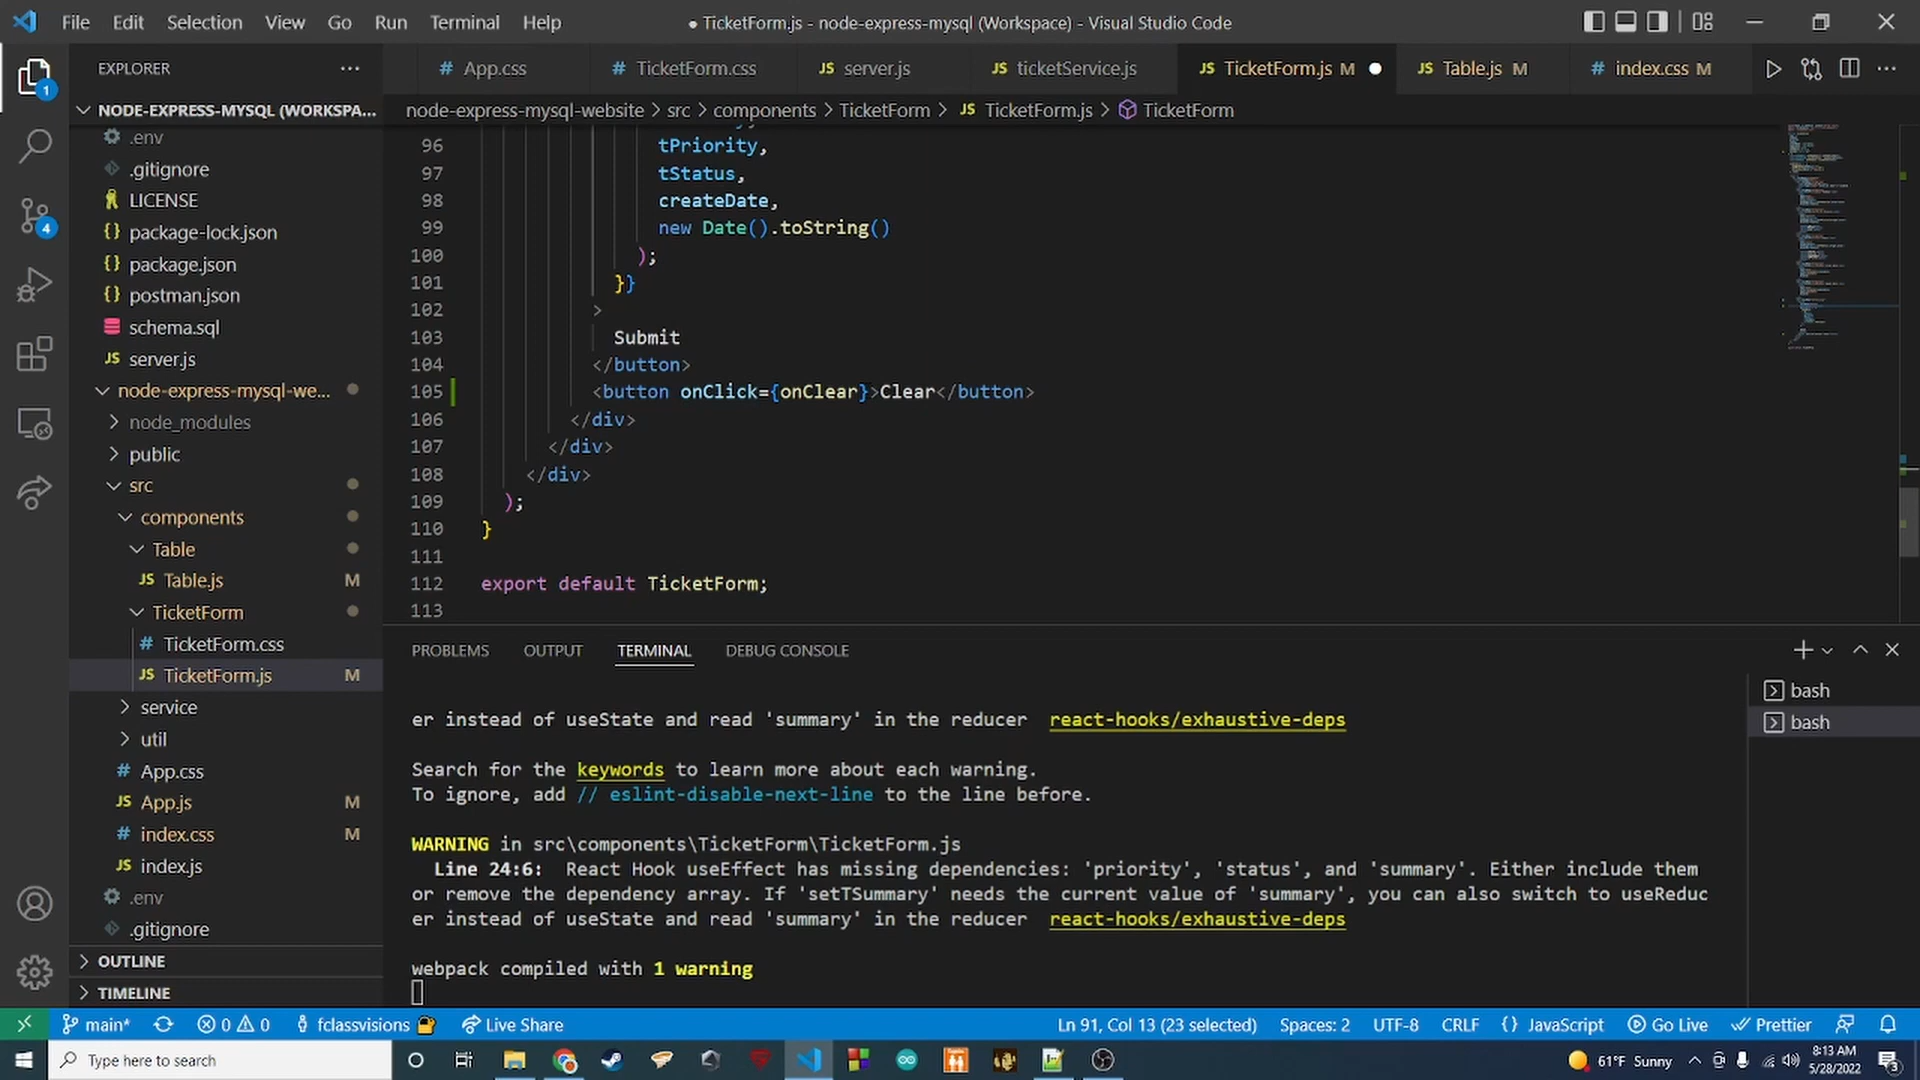 File Edit Selection View Go Run Terminal Help
● TicketForm.js - node-express-mysql (Workspace) - Visual Studio Code
EXPLORER
# App.css
# TicketForm.css
JS server.js
JS ticketService.js
JS TicketForm.js M
JS Table.js M
# index.css M
node-express-mysql-website > src > components > TicketForm > JS TicketForm.js > TicketForm
1
4
NODE-EXPRESS-MYSQL (WORKSPA...
.env
.gitignore
LICENSE
{} package-lock.json
{} package.json
{} postman.json
schema.sql
JS server.js
node-express-mysql-we...
node_modules
public
src
components
Table
JS Table.js M
TicketForm
# TicketForm.css
JS TicketForm.js M
service
util
# App.css
JS App.js M
# index.css M
JS index.js
.env
.gitignore
OUTLINE
TIMELINE
96 tPriority,
97 tStatus,
98 createDate,
99 new Date().toString()
100 );
101 }}
102 >
103 Submit
104 </button>
105 <button onClick={onClear}>Clear</button>
106 </div>
107 </div>
108 </div>
109 );
110 }
111
112 export default TicketForm;
113
PROBLEMS OUTPUT TERMINAL DEBUG CONSOLE
bash
bash
er instead of useState and read 'summary' in the reducer react-hooks/exhaustive-deps
Search for the keywords to learn more about each warning.
To ignore, add // eslint-disable-next-line to the line before.
WARNING in src\components\TicketForm\TicketForm.js
Line 24:6: React Hook useEffect has missing dependencies: 'priority', 'status', and 'summary'. Either include them
or remove the dependency array. If 'setTSummary' needs the current value of 'summary', you can also switch to useReduc
er instead of useState and read 'summary' in the reducer react-hooks/exhaustive-deps
webpack compiled with 1 warning
main* 0 0 fclassvisions Live Share
Ln 91, Col 13 (23 selected) Spaces: 2 UTF-8 CRLF {} JavaScript Go Live Prettier
Type here to search
61°F Sunny
8:13 AM
5/28/2022
3